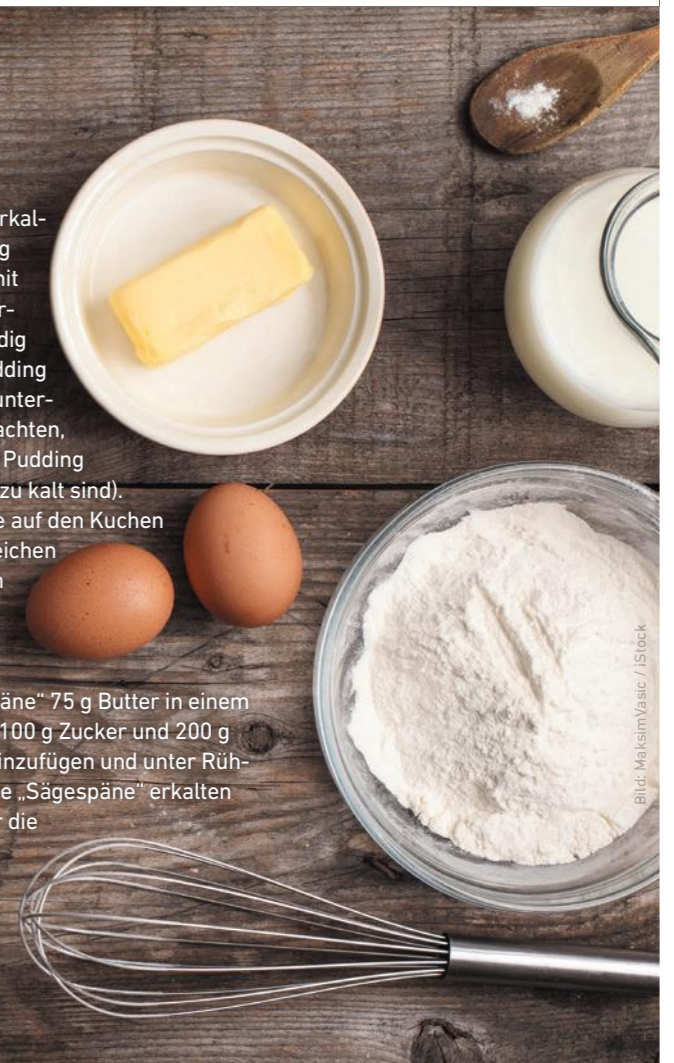 rkal-
g
nit
r-
dig
dding
unter-
achten,
Pudding
zu kalt sind).
e auf den Kuchen
eichen
n
äne“ 75 g Butter in einem
100 g Zucker und 200 g
inzufügen und unter Rüh-
e „Sägespäne“ erkalten
r die
Bild: MaksimVasic / iStock